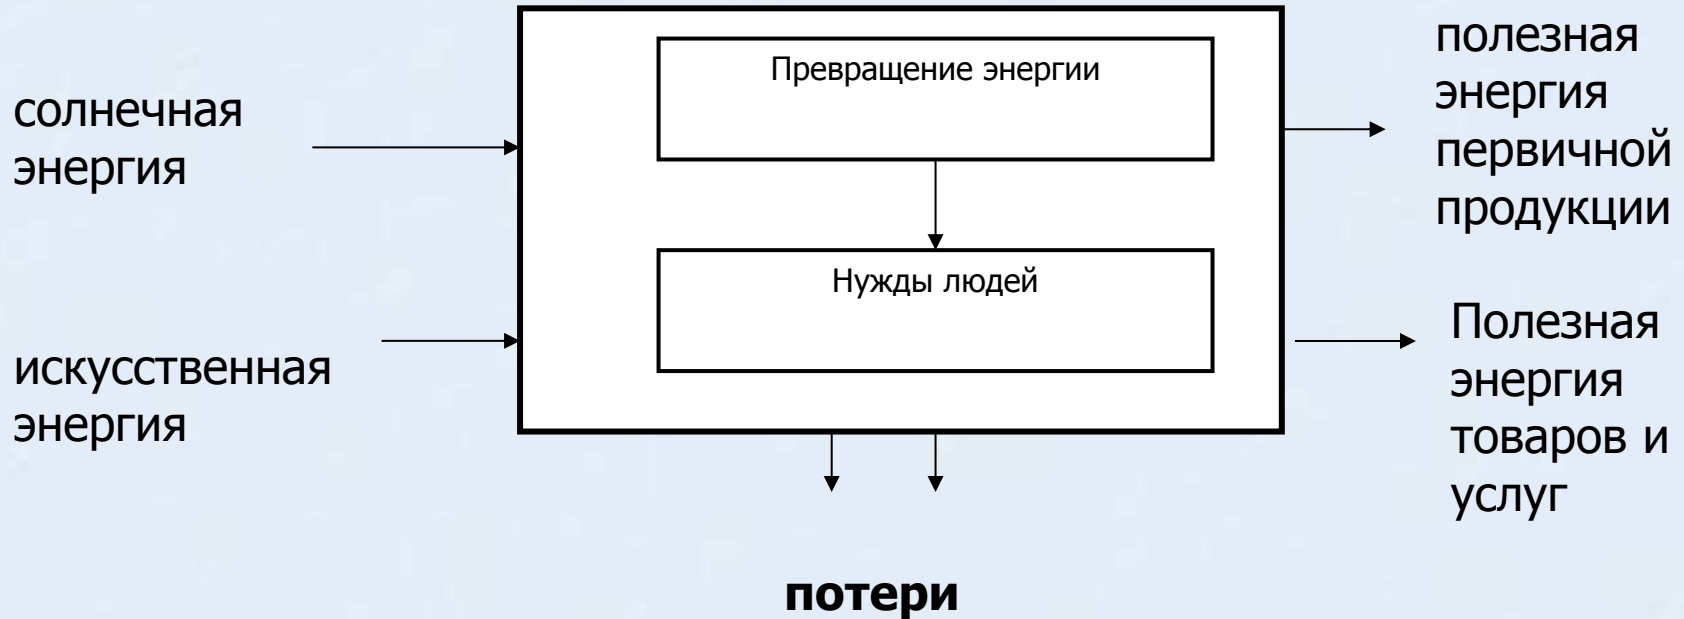 солнечная
энергия
искусственная
энергия
Превращение энергии
Нужды людей
полезная
энергия
первичной
продукции
Полезная
энергия
товаров и
услуг
потери